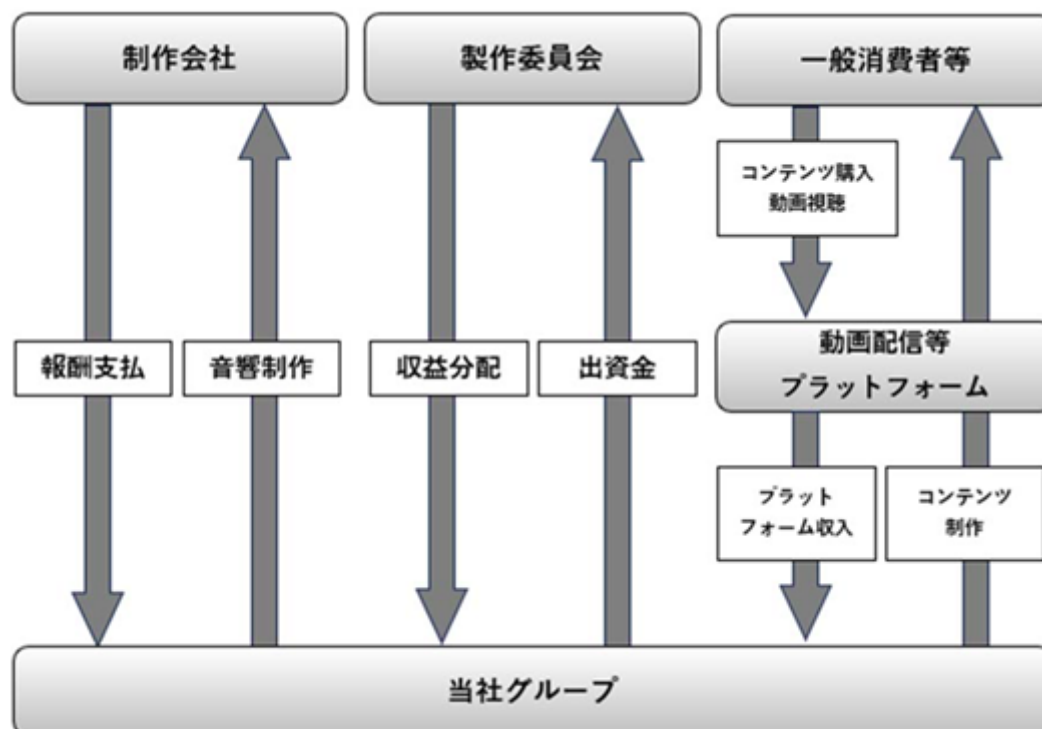 制作会社
製作委員会
一般消費者等
コンテンツ購入
動画視聴
動画配信等
プラットフォーム
報酬支払
音響制作
収益分配
出資金
プラット
フォーム収入
コンテンツ
制作
当社グループ